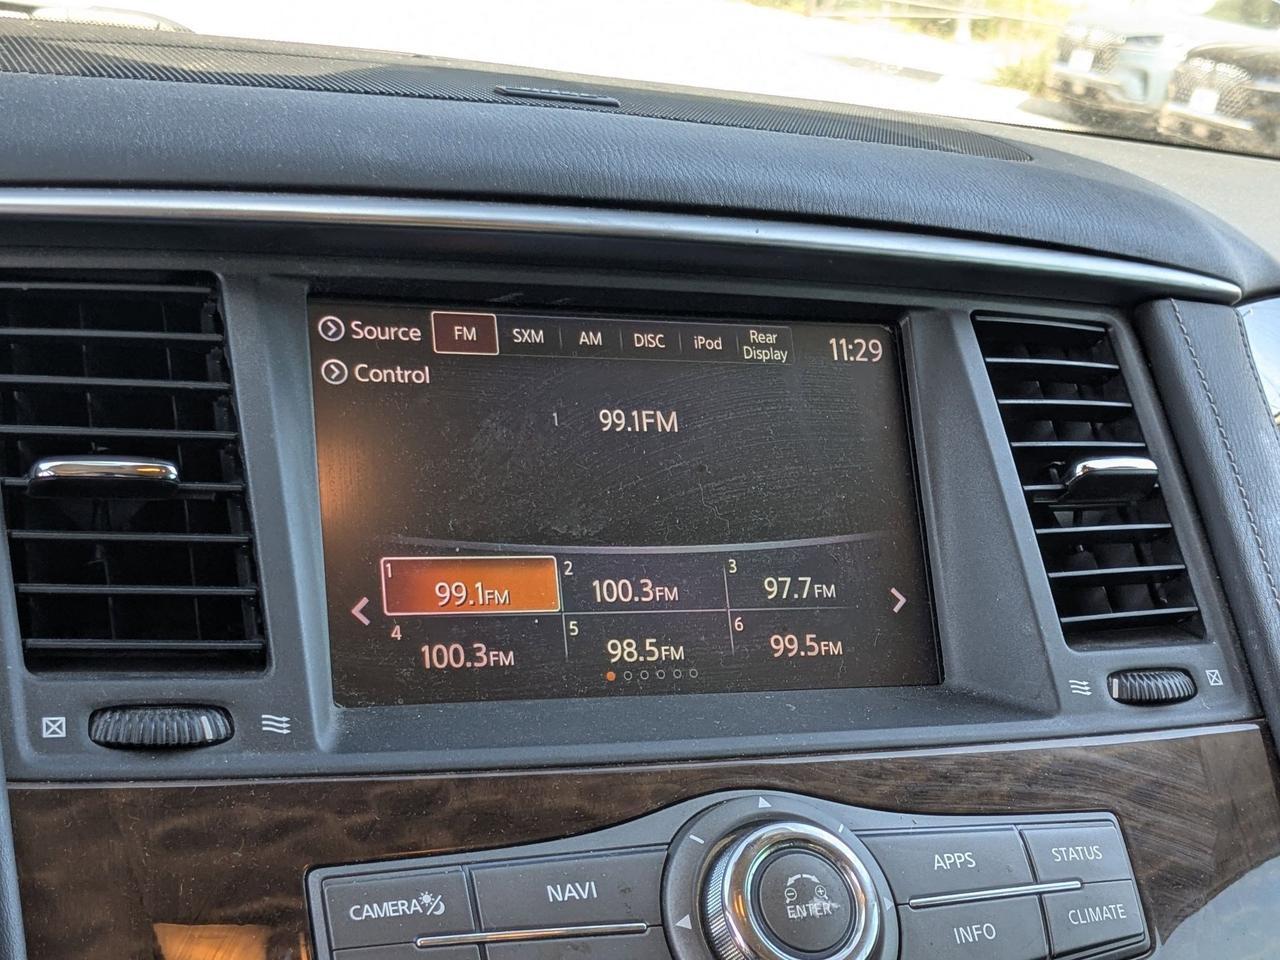 Source FM SXM AM DISC iPod Rear Display 11:29
Control
1 99.1FM
1 99.1FM 2 100.3FM 3 97.7FM
4 100.3FM 5 98.5FM 6 99.5FM
CAMERA NAVI ENTER APPS STATUS
INFO CLIMATE